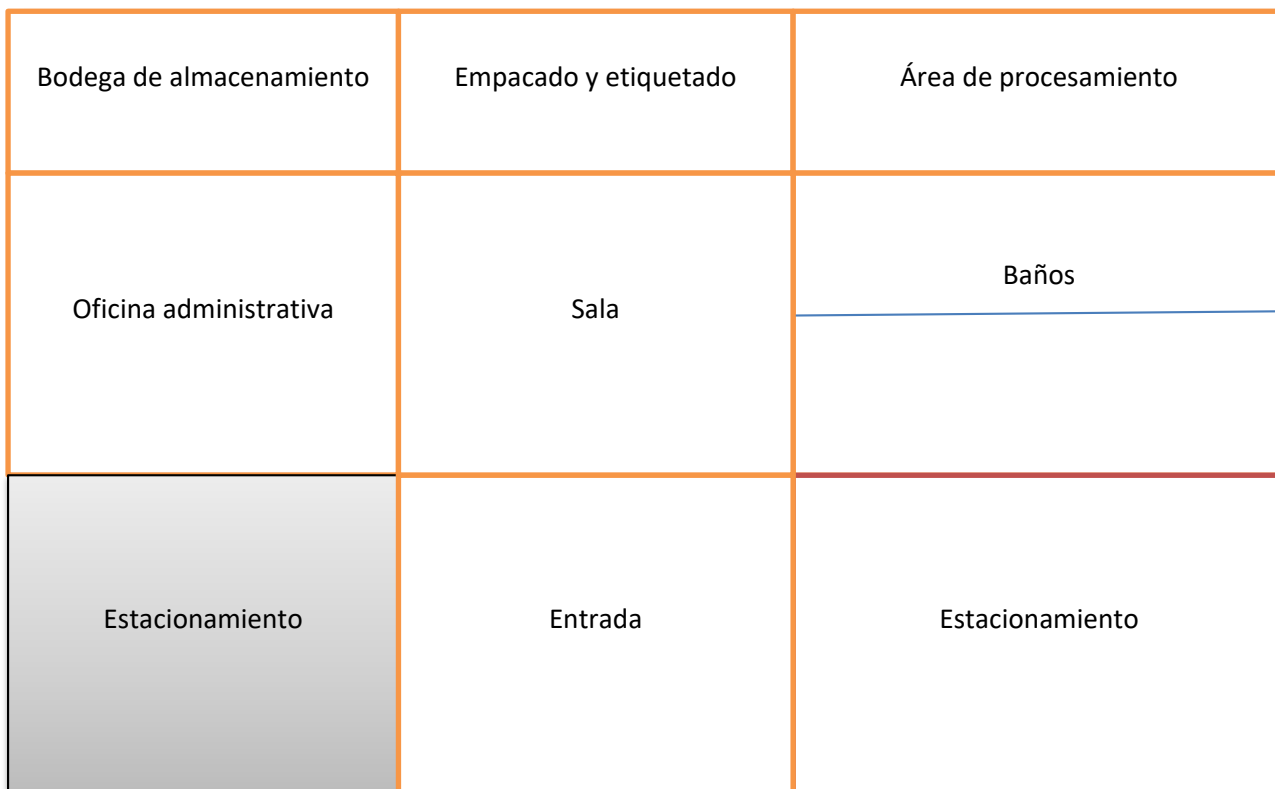 Bodega de almacenamiento
Empacado y etiquetado
Área de procesamiento
Oficina administrativa
Sala
Baños
Estacionamiento
Entrada
Estacionamiento